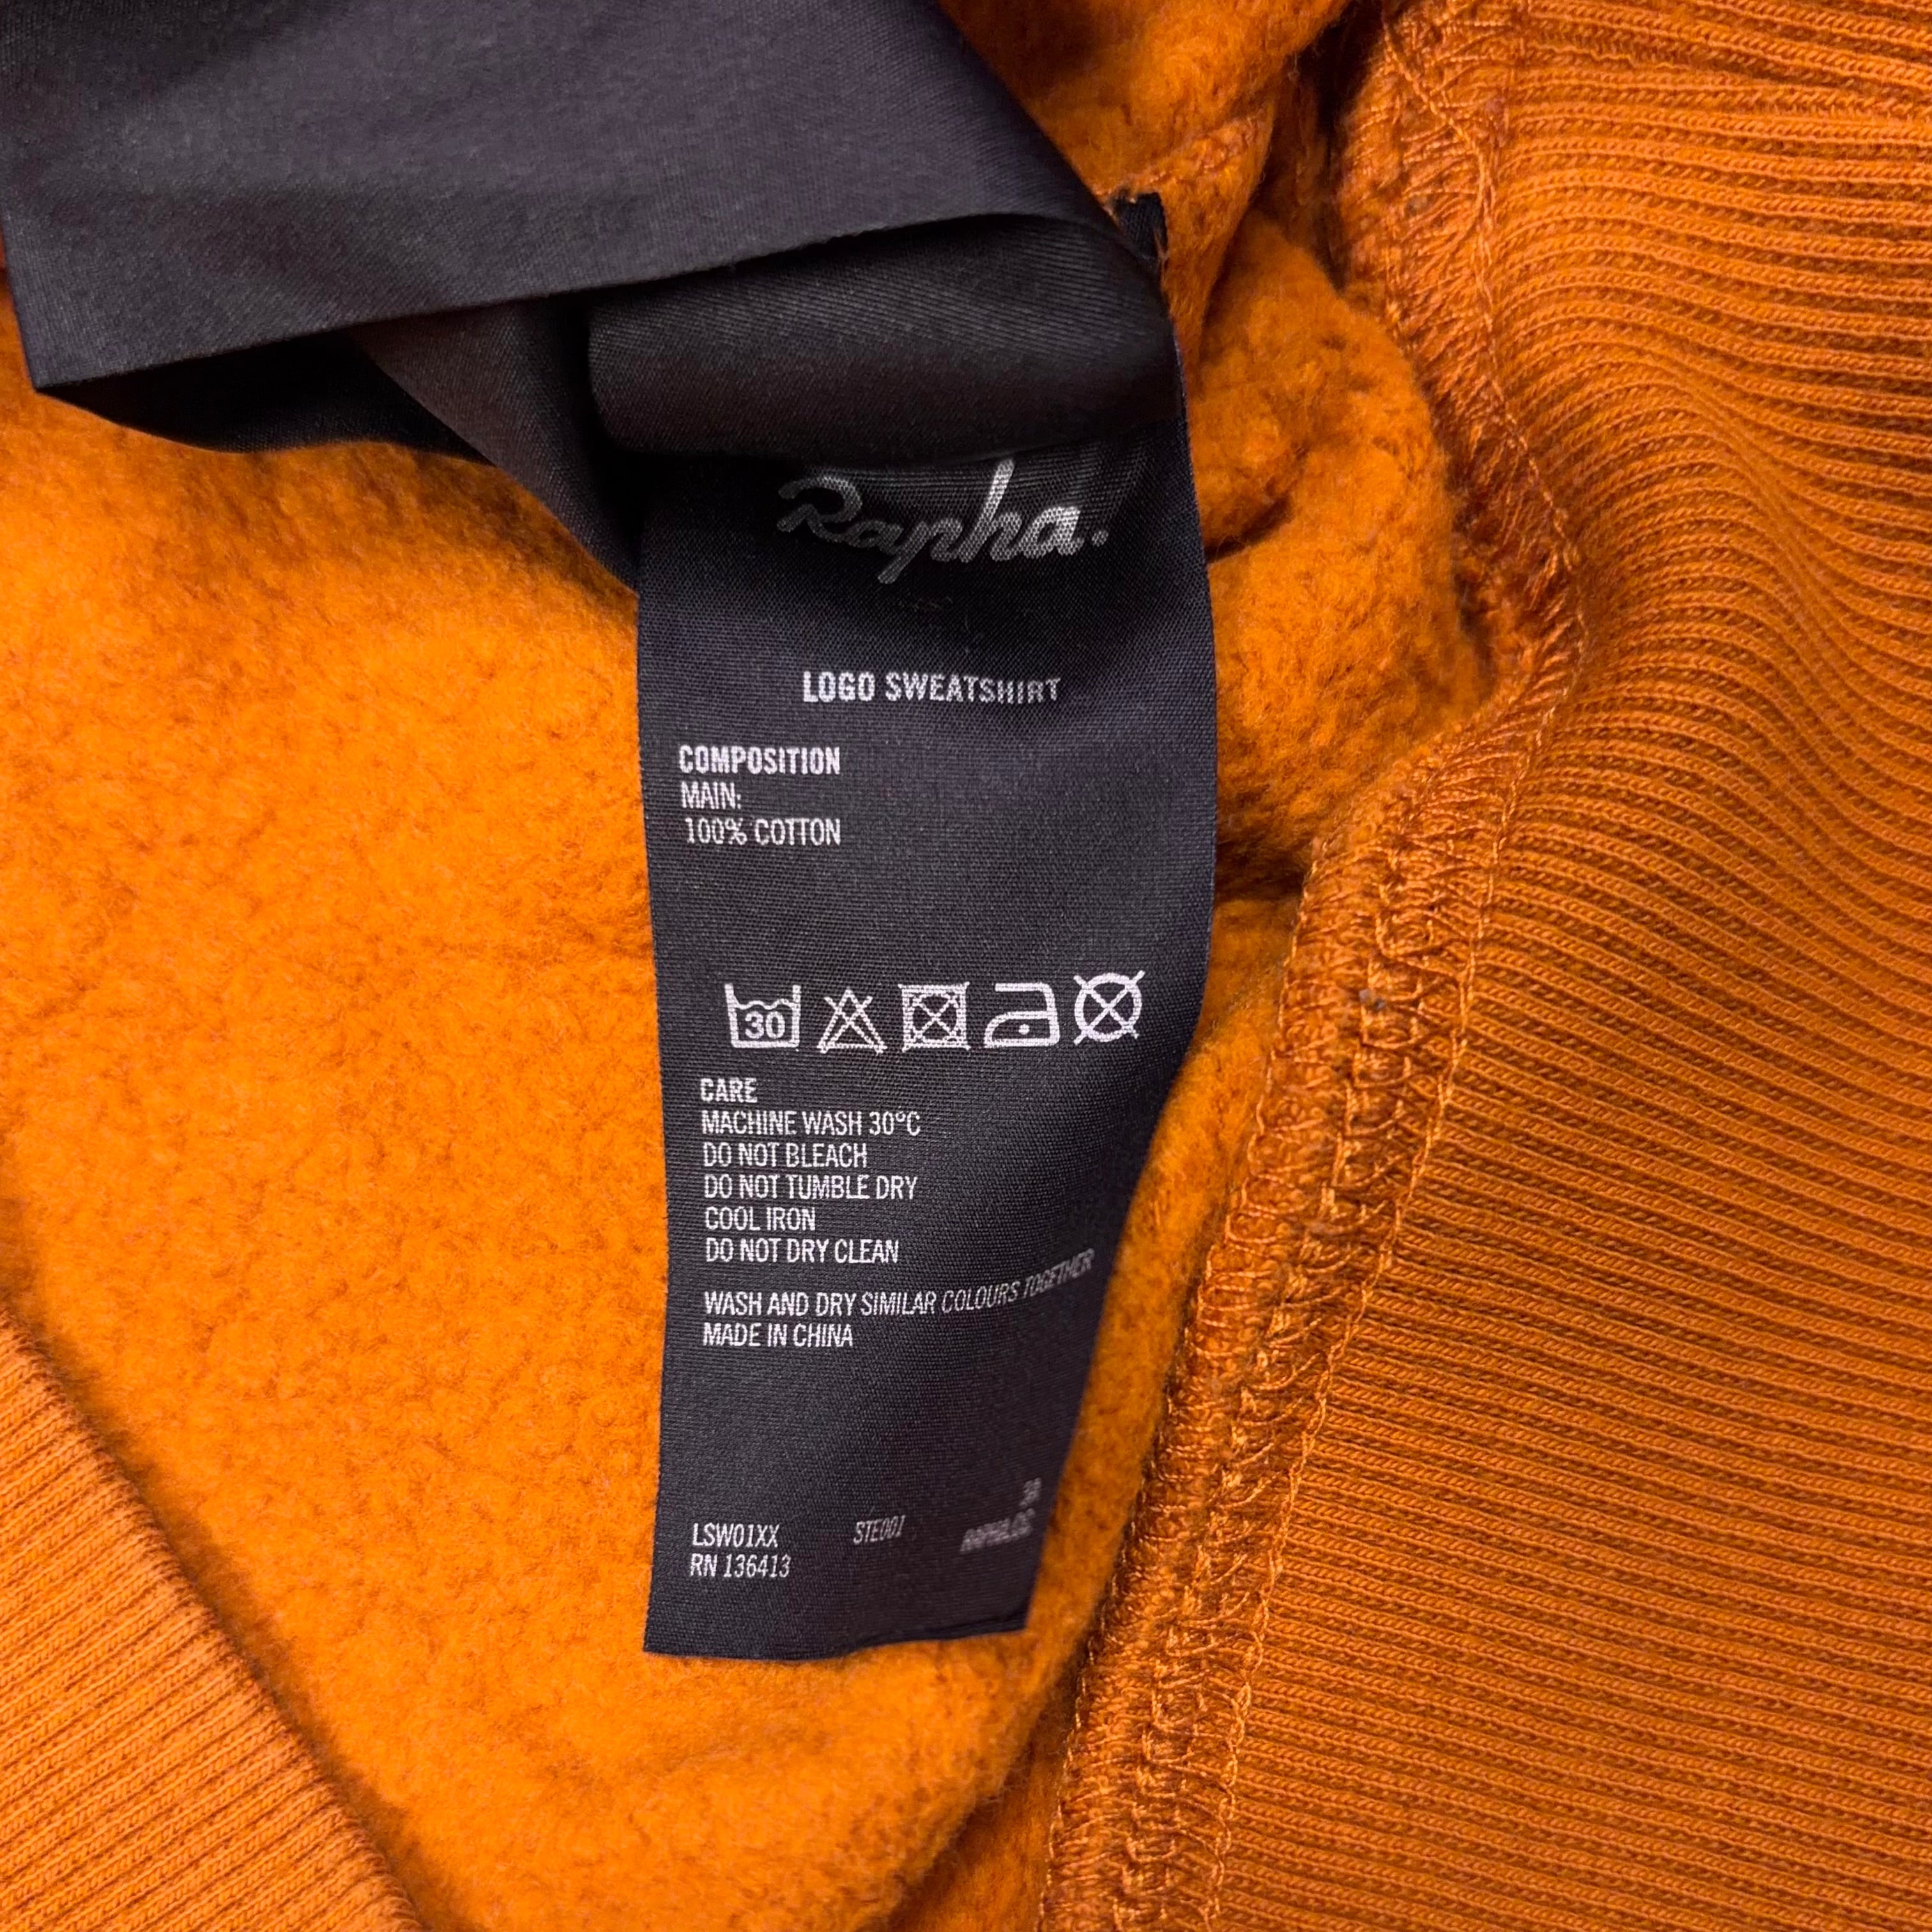 Rapha.
LOGO SWEATSHIRT
COMPOSITION
MAIN:
100% COTTON
30
CARE
MACHINE WASH 30°C
DO NOT BLEACH
DO NOT TUMBLE DRY
COOL IRON
DO NOT DRY CLEAN
WASH AND DRY SIMILAR COLOURS TOGETHER
MADE IN CHINA
LSW01XX STE001
RN 136413